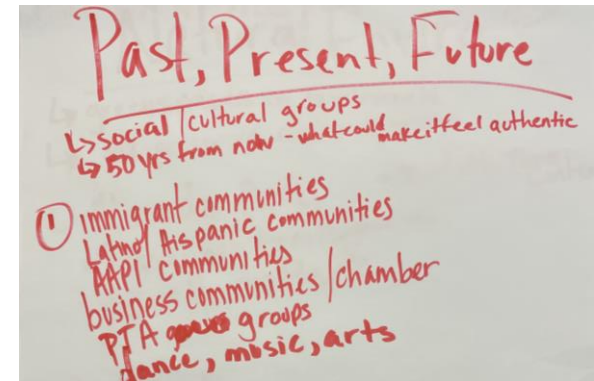 Past, Present, Future
↳ social/cultural groups
↳ 50 yrs from now - what could make it feel authentic
① immigrant communities
Latino/Hispanic communities
AAPI communities
business communities/chamber
PTA groups
dance, music, arts